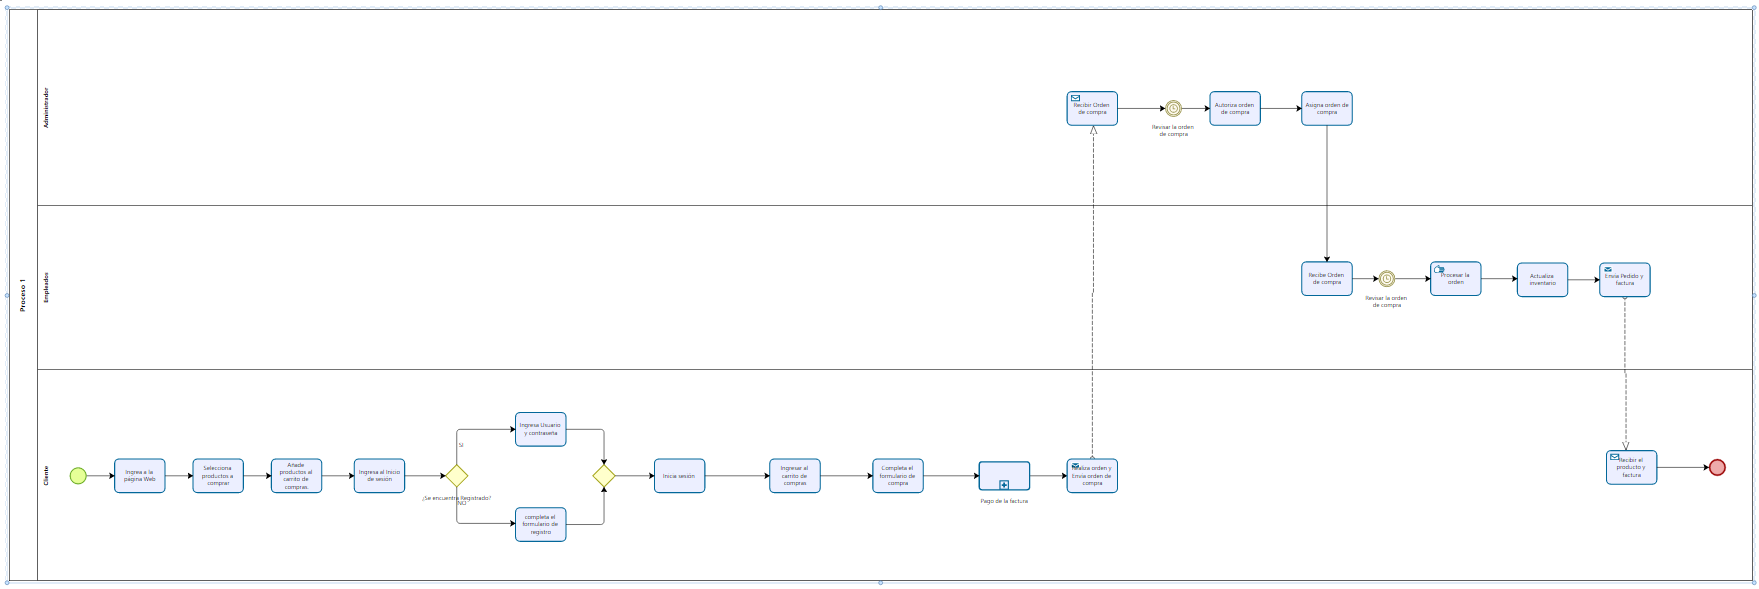 Proceso 1
Administrador
Recibir Orden
de compra
Revisar la orden
de compra
Autoriza orden
de compra
Asigna orden de
compra
Empleados
Recibe Orden
de compra
Revisar la orden
de compra
Procesar la
orden
Actualiza
inventario
Envia Pedido y
factura
Cliente
Ingrea a la
página Web
Selecciona
productos a
comprar
Añade
productos al
carrito de
compras.
Ingresa al Inicio
de sesión
¿Se encuentra Registrado?
SI
NO
Ingresa Usuario
y contraseña
completa el
formulario de
registro
Inicia sesión
Ingresar al
carrito de
compras
Completa el
formulario de
compra
Pago de la factura
Realiza orden y
Envia orden de
compra
Recibir el
producto y
factura